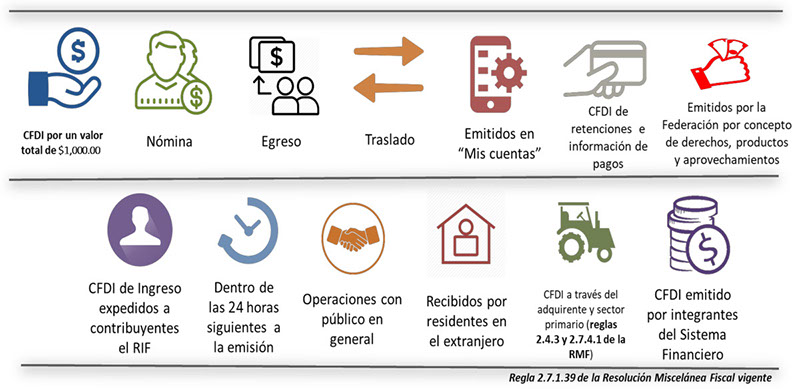 CFDI por un valor
total de $1,000.00
Nómina
Egreso
Traslado
Emitidos en
“Mis cuentas”
CFDI de
retenciones e
información de
pagos
Emitidos por la
Federación por concepto
de derechos, productos
y aprovechamientos
CFDI de Ingreso
expedidos a
contribuyentes
el RIF
Dentro de
las 24 horas
siguientes a
la emisión
Operaciones con
público en
general
Recibidos por
residentes en
el extranjero
CFDI a través del
adquirente y sector
primario (reglas
2.4.3 y 2.7.4.1 de la
RMF)
CFDI emitido
por integrantes
del Sistema
Financiero
Regla 2.7.1.39 de la Resolución Miscelánea Fiscal vigente